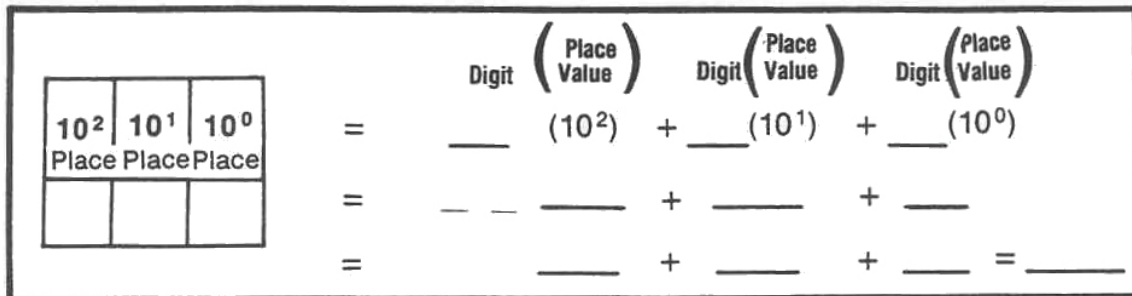 Digit (Place Value) Digit (Place Value) Digit (Place Value)
10² 10¹ 10⁰
Place Place Place
= ___ (10²) + ___ (10¹) + ___ (10⁰)
= _ _ ___ + ___ + ___
= ___ + ___ + ___ = ___